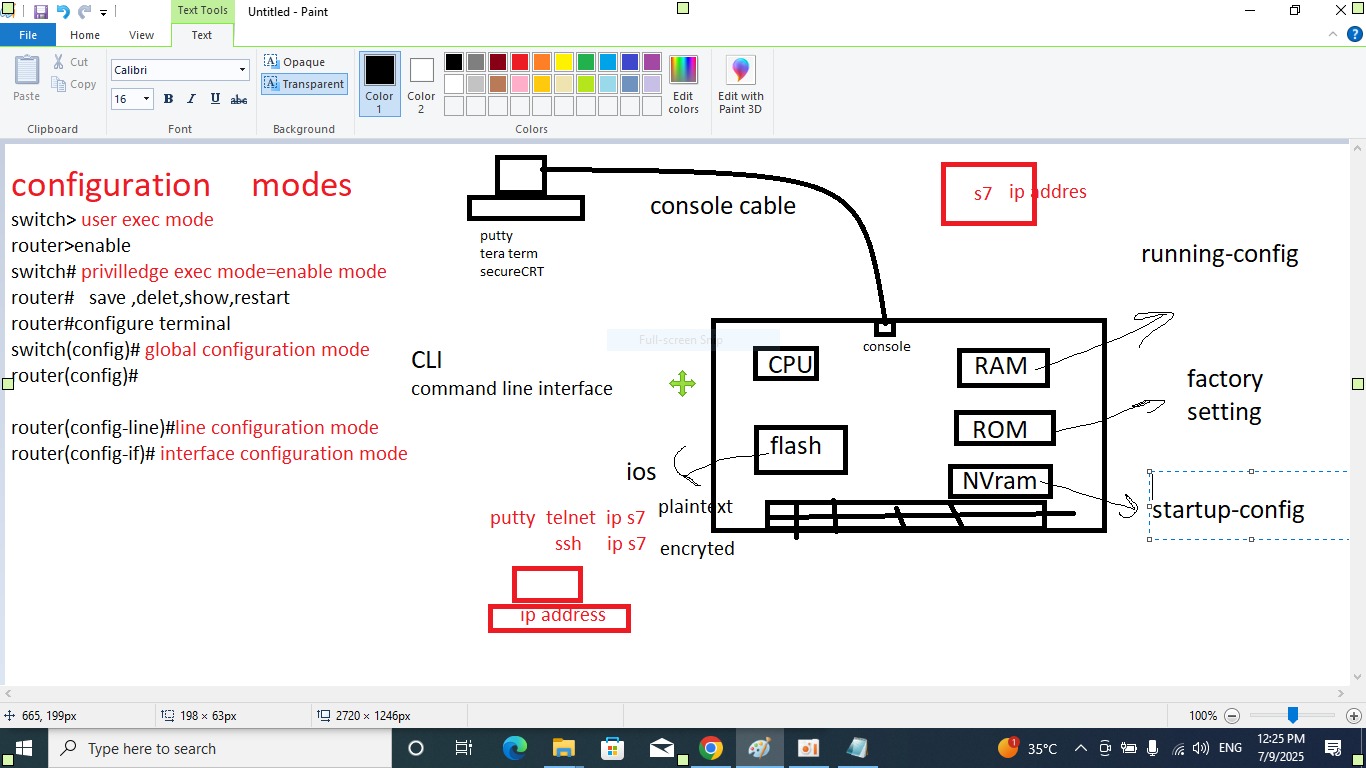 Text Tools
Untitled - Paint
File
Home
View
Text
Paste
Cut
Copy
Clipboard
Calibri
16
B
I
U
abc
Font
Opaque
Transparent
Background
Color
1
Color
2
Colors
Edit
colors
Edit with
Paint 3D
configuration modes
switch> user exec mode
router>enable
switch# privilledge exec mode=enable mode
router# save ,delet,show,restart
router#configure terminal
switch(config)# global configuration mode
router(config)#
router(config-line)#line configuration mode
router(config-if)# interface configuration mode
putty
tera term
secureCRT
console cable
s7 ip addres
running-config
Full-screen Snip
console
CLI
command line interface
CPU
RAM
factory
setting
flash
ROM
ios
NVram
startup-config
plaintext
putty telnet ip s7
ssh ip s7
encryted
ip address
665, 199px
198 × 63px
2720 × 1246px
100%
Type here to search
1
35°C
ENG
12:25 PM
7/9/2025